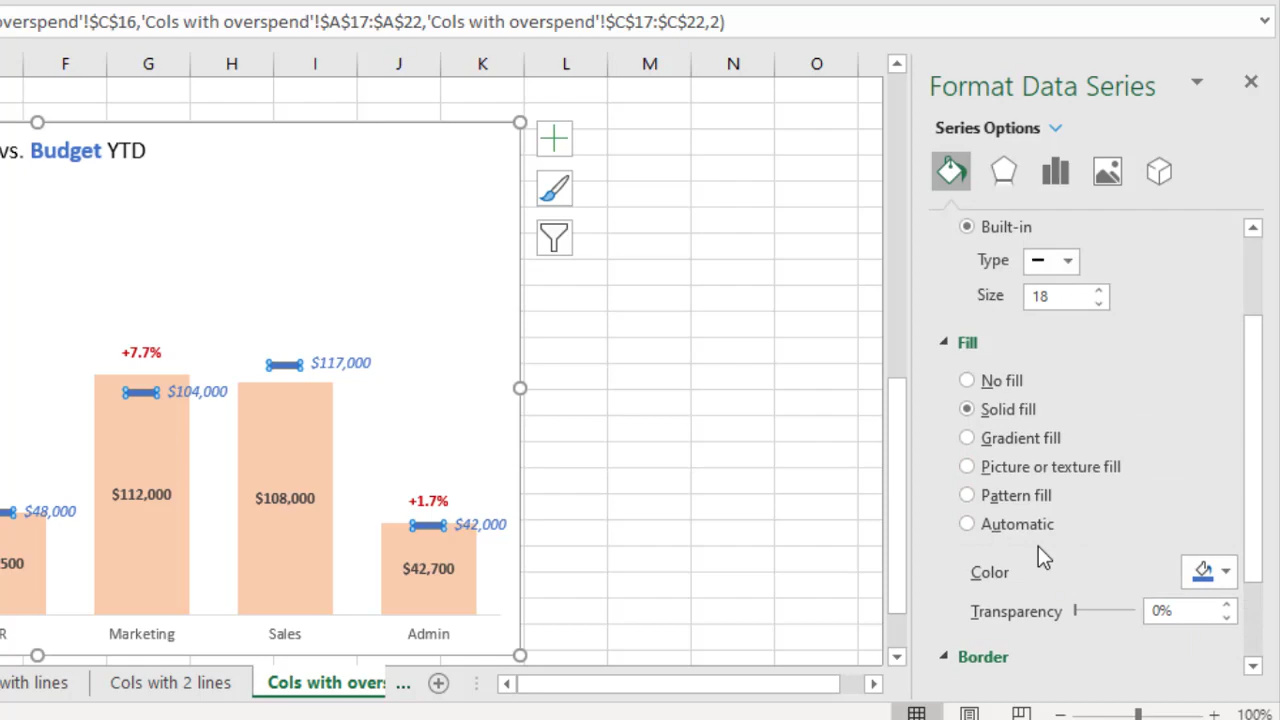 overspend'!$C$16,'Cols with overspend'!$A$17:$A$22,'Cols with overspend'!$C$17:$C$22,2)
F G H I J K L M N O
vs. Budget YTD
+7.7%
$117,000
$104,000
$112,000
$108,000
+1.7%
$48,000
$42,000
500
$42,700
R Marketing Sales Admin
with lines Cols with 2 lines Cols with overs ...
Format Data Series
Series Options
Built-in
Type
Size 18
Fill
No fill
Solid fill
Gradient fill
Picture or texture fill
Pattern fill
Automatic
Color
Transparency 0%
Border
100%